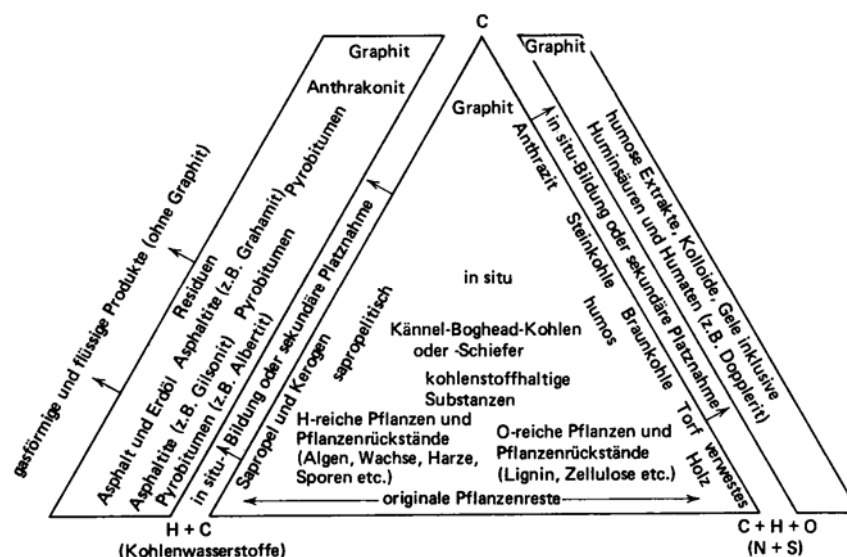 C
Graphit
Anthrakonit
Pyrobitumen
Residuen
Asphaltite (z.B. Grahamit)
Pyrobitumen
Asphalt und Erdöl
Asphaltite (z.B. Gilsonit)
Pyrobitumen (z.B. Albertit)
gasförmige und flüssige Produkte (ohne Graphit)
in situ-Bildung oder sekundäre Platznahme
Sapropel und Kerogen
sapropelitisch
Graphit
Anthrazit
Steinkohle
Braunkohle
Torf
verwestes
Holz
humos
in situ
Kännel-Boghead-Kohlen
oder -Schiefer
kohlenstoffhaltige
Substanzen
H-reiche Pflanzen und
Pflanzenrückstände
(Algen, Wachse, Harze,
Sporen etc.)
O-reiche Pflanzen und
Pflanzenrückstände
(Lignin, Zellulose etc.)
originale Pflanzenreste
Graphit
in situ-Bildung oder sekundäre Platznahme
humose Extrakte, Kolloide, Gele inklusive
Huminsäuren und Humaten (z.B. Dopplerit)
H + C
(Kohlenwasserstoffe)
C + H + O
(N + S)